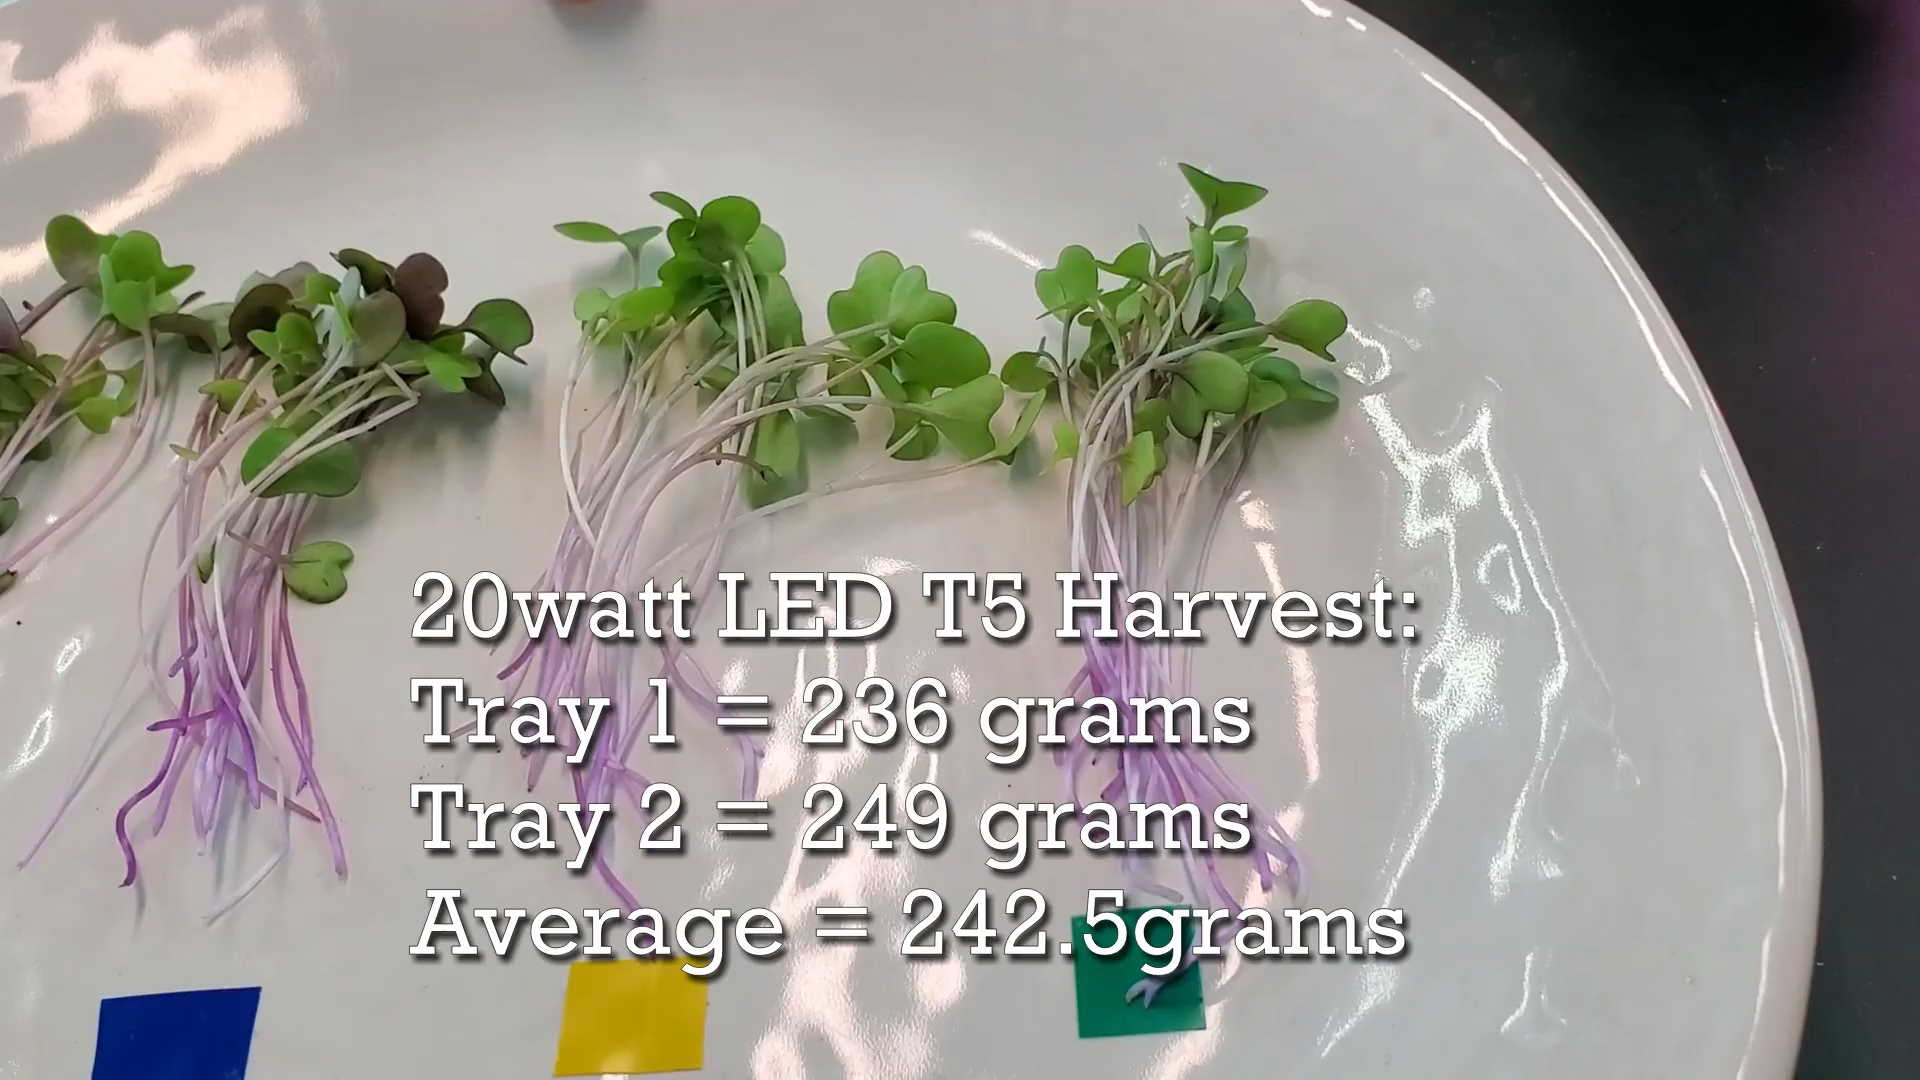 20watt LED T5 Harvest:
Tray 1 = 236 grams
Tray 2 = 249 grams
Average = 242.5grams